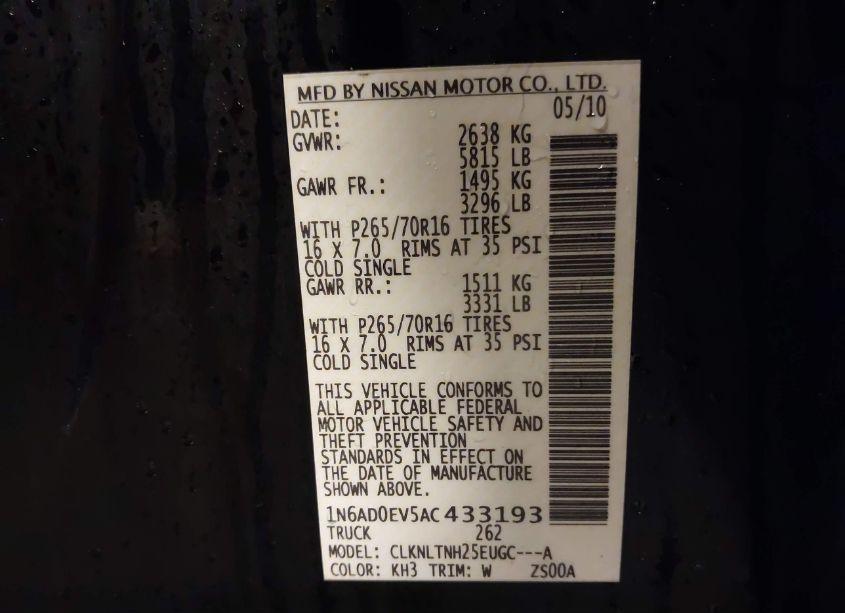 MFD BY NISSAN MOTOR CO., LTD.
DATE: 05/10
GVWR: 2638 KG
5815 LB
GAWR FR.: 1495 KG
3296 LB
WITH P265/70R16 TIRES
16 X 7.0 RIMS AT 35 PSI
COLD SINGLE
GAWR RR.: 1511 KG
3331 LB
WITH P265/70R16 TIRES
16 X 7.0 RIMS AT 35 PSI
COLD SINGLE
THIS VEHICLE CONFORMS TO
ALL APPLICABLE FEDERAL
MOTOR VEHICLE SAFETY AND
THEFT PREVENTION
STANDARDS IN EFFECT ON
THE DATE OF MANUFACTURE
SHOWN ABOVE.
1N6AD0EV5AC433193
TRUCK 262
MODEL: CLKNLTNH25EUGC---A
COLOR: KH3 TRIM: W ZS00A